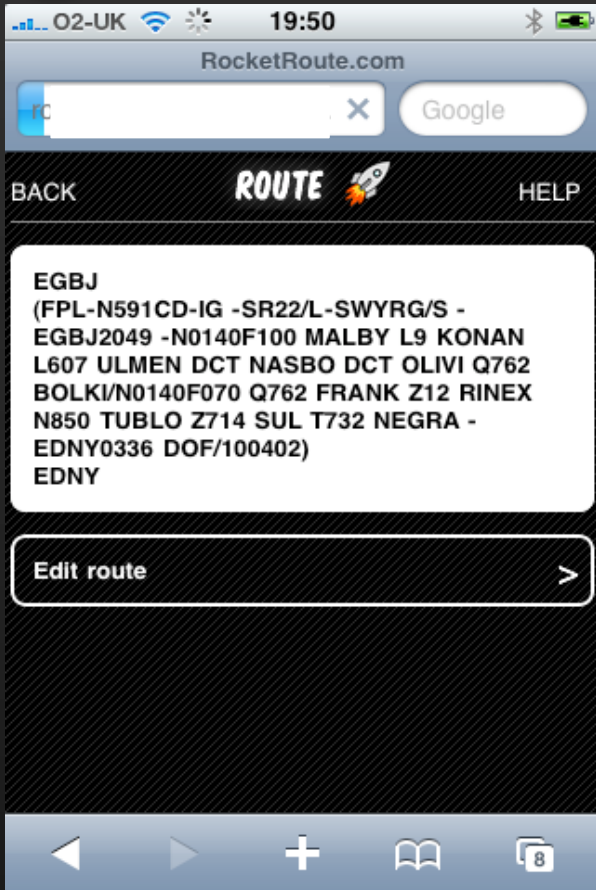 O2-UK 19:50
RocketRoute.com
ro Google
BACK ROUTE HELP
EGBJ
(FPL-N591CD-IG -SR22/L-SWYRG/S -
EGBJ2049 -N0140F100 MALBY L9 KONAN
L607 ULMEN DCT NASBO DCT OLIVI Q762
BOLKI/N0140F070 Q762 FRANK Z12 RINEX
N850 TUBLO Z714 SUL T732 NEGRA -
EDNY0336 DOF/100402)
EDNY
Edit route >
8